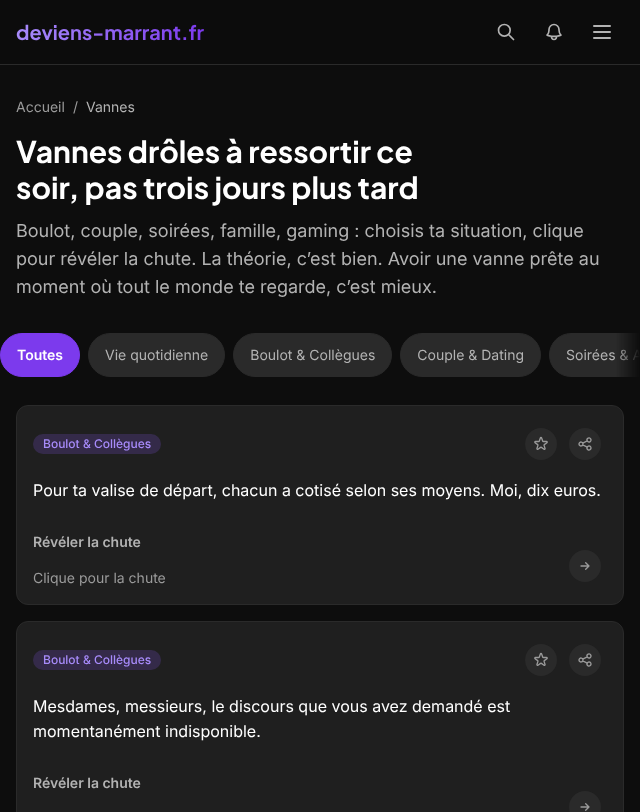 deviens-marrant.fr
Accueil / Vannes
Vannes drôles à ressortir ce
soir, pas trois jours plus tard
Boulot, couple, soirées, famille, gaming : choisis ta situation, clique
pour révéler la chute. La théorie, c’est bien. Avoir une vanne prête au
moment où tout le monde te regarde, c’est mieux.
Toutes
Vie quotidienne
Boulot & Collègues
Couple & Dating
Soirées &
Boulot & Collègues
Pour ta valise de départ, chacun a cotisé selon ses moyens. Moi, dix euros.
Révéler la chute
Clique pour la chute
Boulot & Collègues
Mesdames, messieurs, le discours que vous avez demandé est
momentanément indisponible.
Révéler la chute